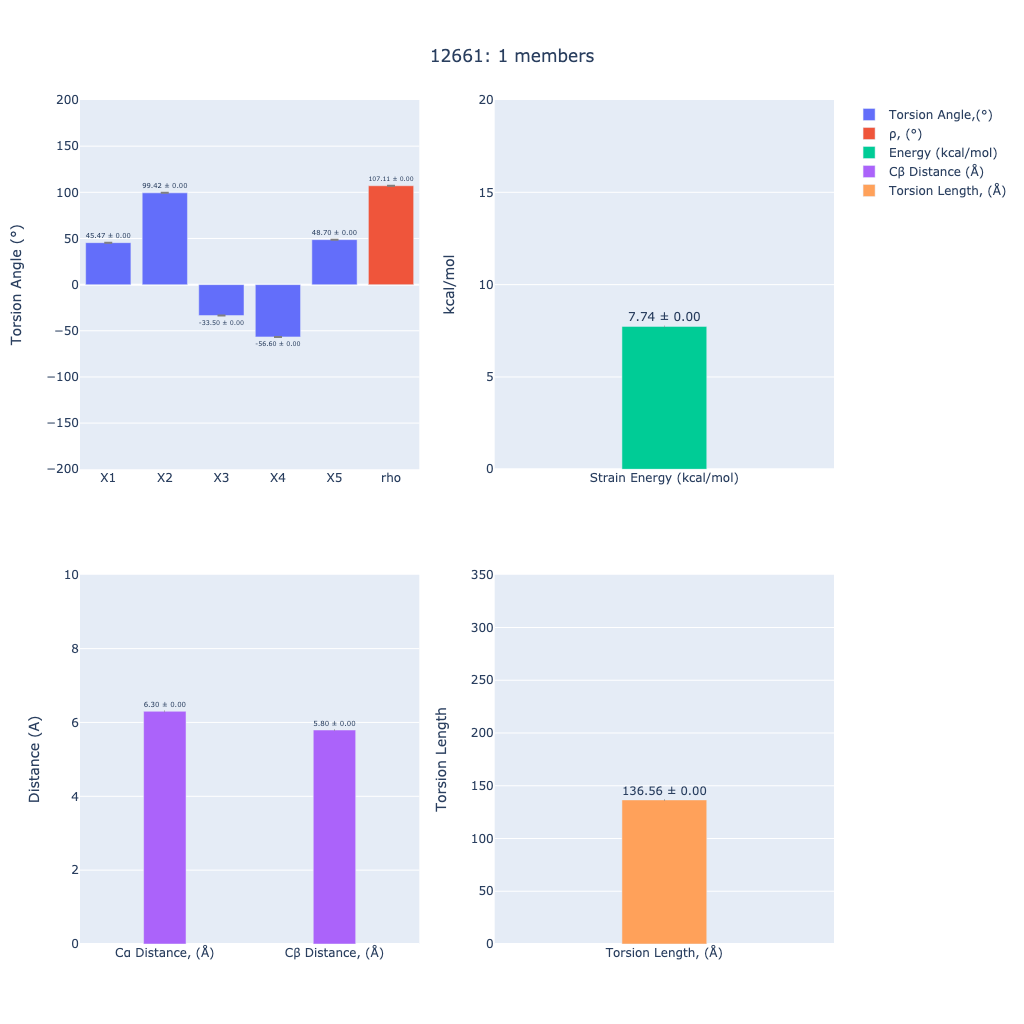 12661: 1 members
200
150
100
50
0
−50
−100
−150
−200
Torsion Angle (°)
45.47 ± 0.00
99.42 ± 0.00
-33.50 ± 0.00
-56.60 ± 0.00
48.70 ± 0.00
107.11 ± 0.00
X1 X2 X3 X4 X5 rho
20
15
10
5
0
kcal/mol
7.74 ± 0.00
Strain Energy (kcal/mol)
Torsion Angle,(°)
ρ, (°)
Energy (kcal/mol)
Cβ Distance (Å)
Torsion Length, (Å)
10
8
6
4
2
0
Distance (A)
6.30 ± 0.00
5.80 ± 0.00
Cα Distance, (Å) Cβ Distance, (Å)
350
300
250
200
150
100
50
0
Torsion Length
136.56 ± 0.00
Torsion Length, (Å)